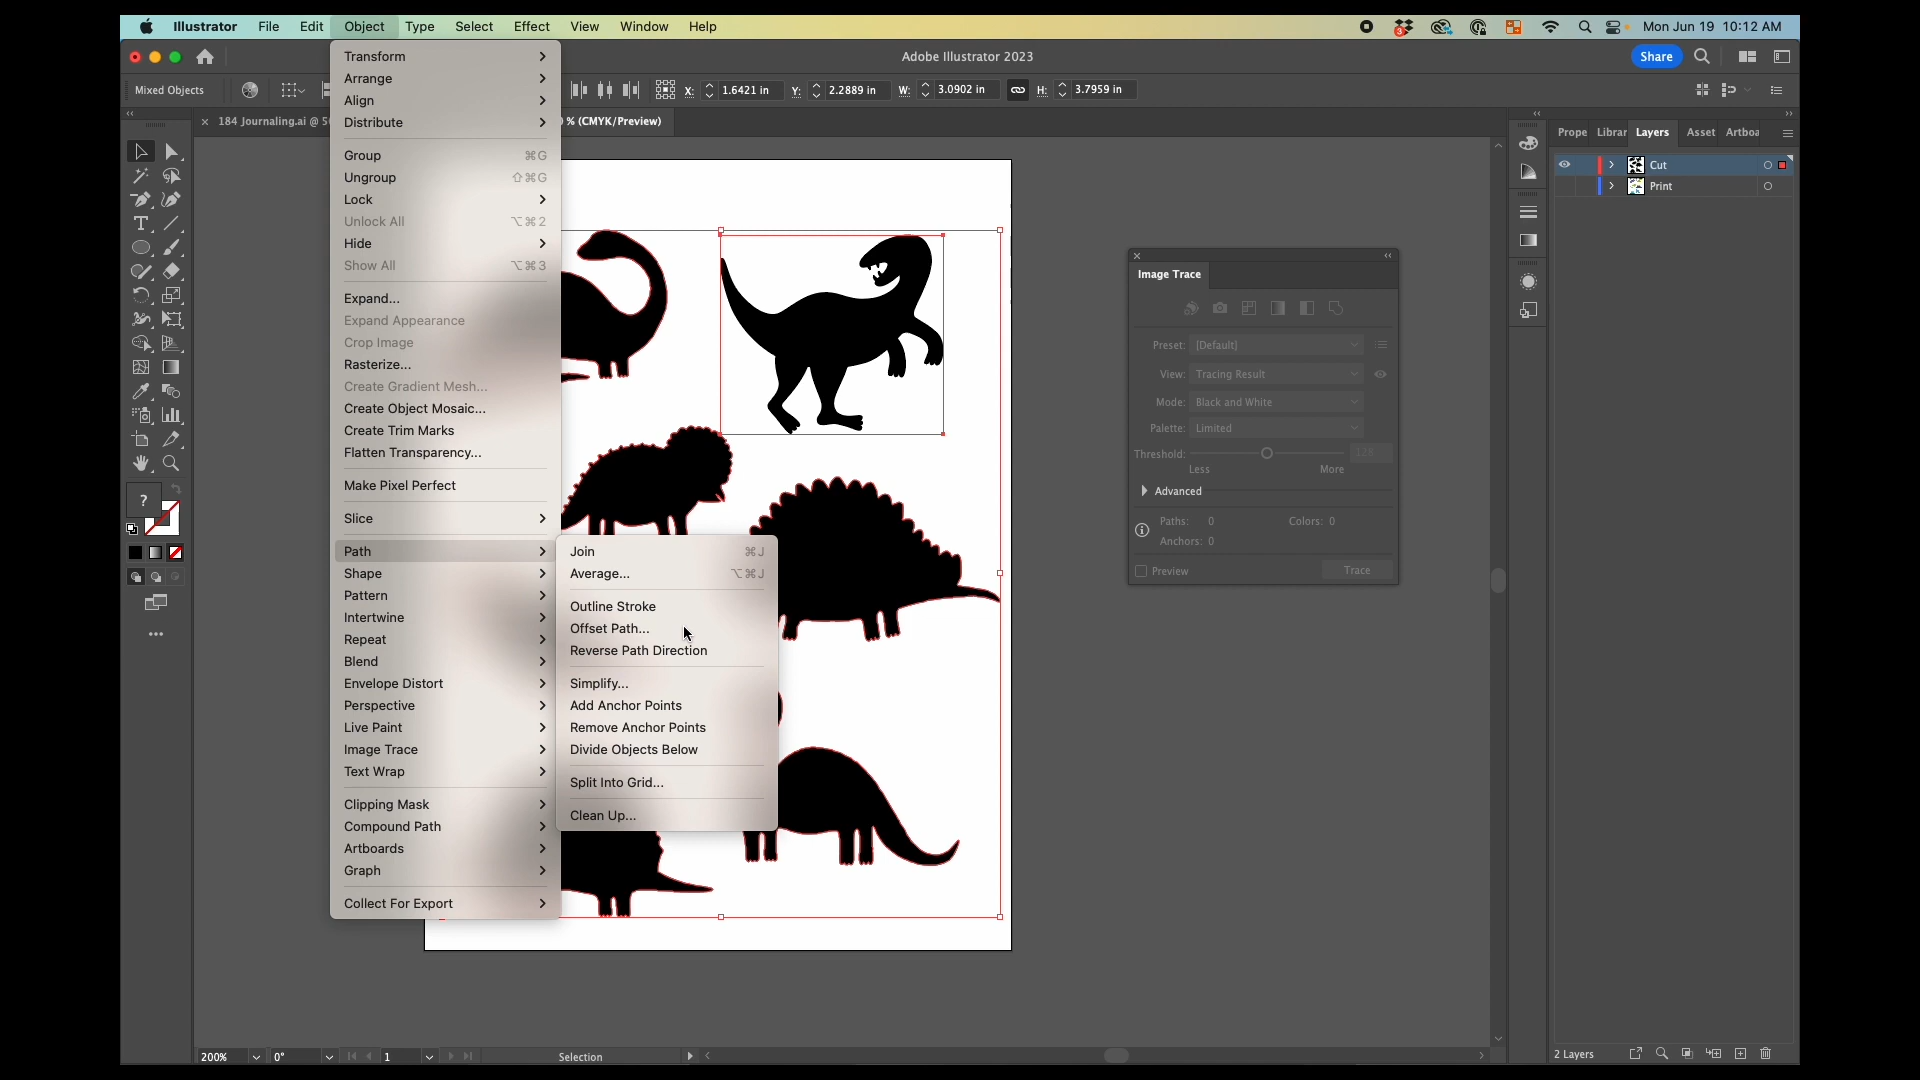 Illustrator File Edit Object Type Select Effect View Window Help
3
Mon Jun 19 10:12 AM
Adobe Illustrator 2023
Share
Mixed Objects
X: 1.6421 in Y: 2.2889 in W: 3.0902 in H: 3.7959 in
184 Journaling.ai @ 5
% (CMYK/Preview)
Transform
Arrange
Align
Distribute
Group ⌘G
Ungroup ⇧⌘G
Lock
Unlock All ⌥⌘2
Hide
Show All ⌥⌘3
Expand...
Expand Appearance
Crop Image
Rasterize...
Create Gradient Mesh...
Create Object Mosaic...
Create Trim Marks
Flatten Transparency...
Make Pixel Perfect
Slice
Path
Shape
Pattern
Intertwine
Repeat
Blend
Envelope Distort
Perspective
Live Paint
Image Trace
Text Wrap
Clipping Mask
Compound Path
Artboards
Graph
Collect For Export
Join ⌘J
Average... ⌥⌘J
Outline Stroke
Offset Path...
Reverse Path Direction
Simplify...
Add Anchor Points
Remove Anchor Points
Divide Objects Below
Split Into Grid...
Clean Up...
Image Trace
Preset: [Default]
View: Tracing Result
Mode: Black and White
Palette: Limited
Threshold: 128
Less More
Advanced
Paths: 0 Colors: 0
Anchors: 0
Preview Trace
Prope Librar Layers Asset Artboa
Cut
Print
?
200% 0° 1 Selection
2 Layers